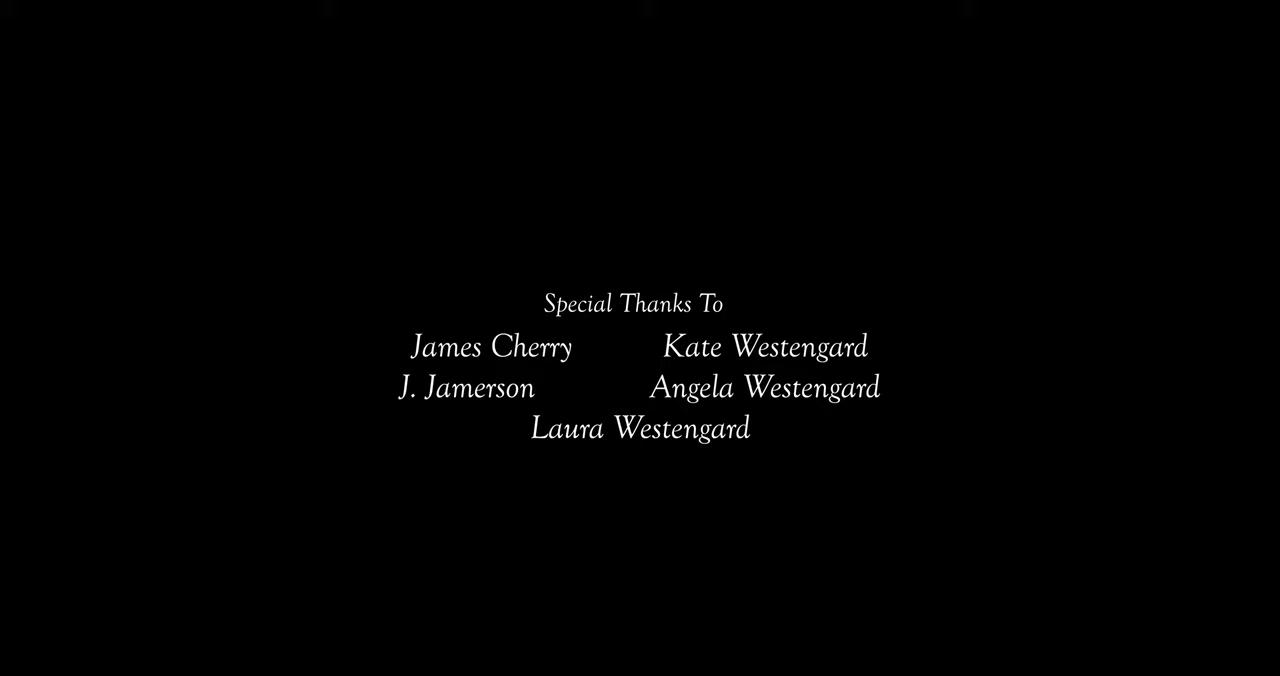 Special Thanks To
James Cherry Kate Westengard
J. Jamerson Angela Westengard
Laura Westengard